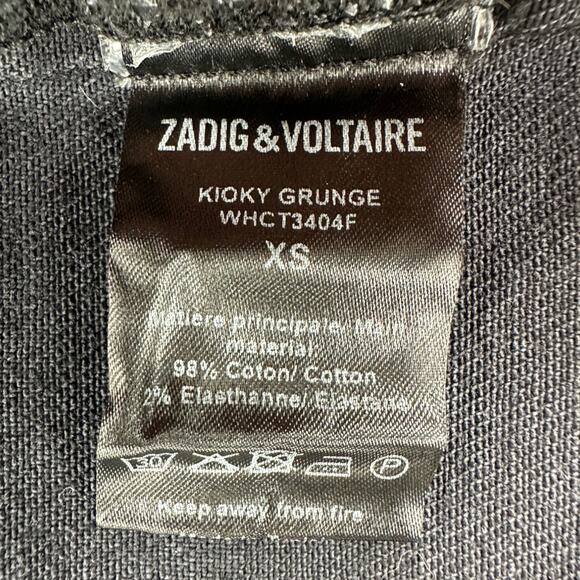 ZADIG&VOLTAIRE
KIOKY GRUNGE
WHCT3404F
XS
Matière principale/ Main
material:
98% Coton/ Cotton
2% Elasthanne/ Elastane
30
P
Keep away from fire